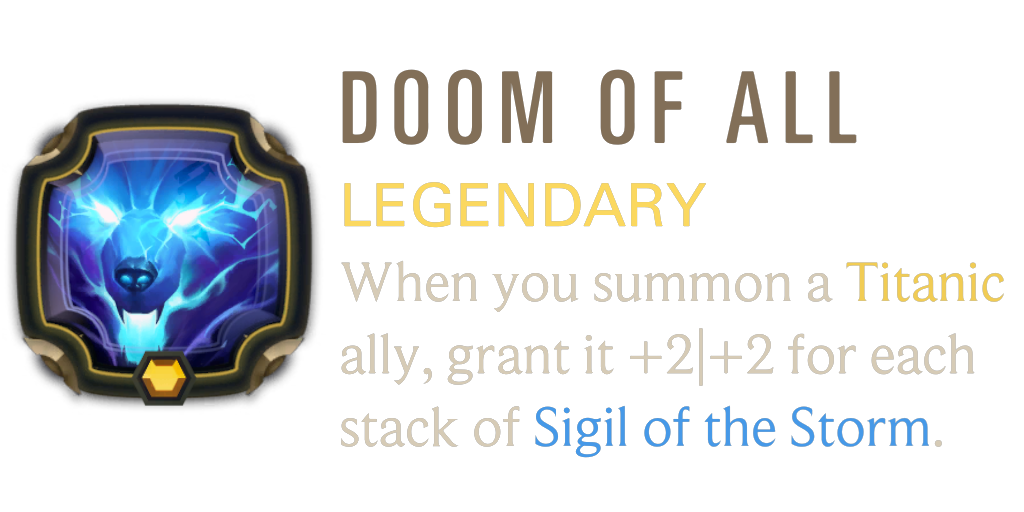 DOOM OF ALL
LEGENDARY
When you summon a Titanic
ally, grant it +2|+2 for each
stack of Sigil of the Storm.